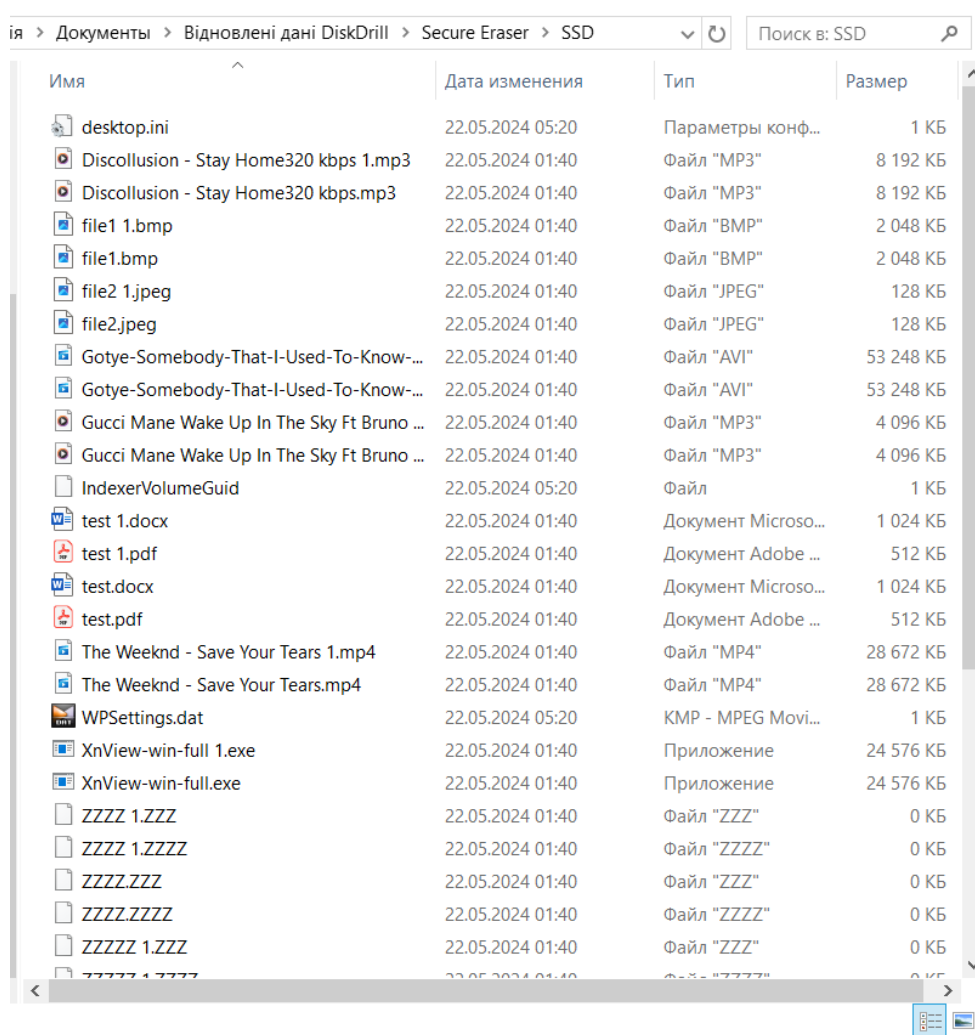 ія > Документы > Відновлені дані DiskDrill > Secure Eraser > SSD Поиск в: SSD
Имя Дата изменения Тип Размер
desktop.ini 22.05.2024 05:20 Параметры конф... 1 КБ
Discollusion - Stay Home320 kbps 1.mp3 22.05.2024 01:40 Файл "MP3" 8 192 КБ
Discollusion - Stay Home320 kbps.mp3 22.05.2024 01:40 Файл "MP3" 8 192 КБ
file1 1.bmp 22.05.2024 01:40 Файл "BMP" 2 048 КБ
file1.bmp 22.05.2024 01:40 Файл "BMP" 2 048 КБ
file2 1.jpeg 22.05.2024 01:40 Файл "JPEG" 128 КБ
file2.jpeg 22.05.2024 01:40 Файл "JPEG" 128 КБ
Gotye-Somebody-That-I-Used-To-Know-... 22.05.2024 01:40 Файл "AVI" 53 248 КБ
Gotye-Somebody-That-I-Used-To-Know-... 22.05.2024 01:40 Файл "AVI" 53 248 КБ
Gucci Mane Wake Up In The Sky Ft Bruno ... 22.05.2024 01:40 Файл "MP3" 4 096 КБ
Gucci Mane Wake Up In The Sky Ft Bruno ... 22.05.2024 01:40 Файл "MP3" 4 096 КБ
IndexerVolumeGuid 22.05.2024 05:20 Файл 1 КБ
test 1.docx 22.05.2024 01:40 Документ Microso... 1 024 КБ
test 1.pdf 22.05.2024 01:40 Документ Adobe ... 512 КБ
test.docx 22.05.2024 01:40 Документ Microso... 1 024 КБ
test.pdf 22.05.2024 01:40 Документ Adobe ... 512 КБ
The Weeknd - Save Your Tears 1.mp4 22.05.2024 01:40 Файл "MP4" 28 672 КБ
The Weeknd - Save Your Tears.mp4 22.05.2024 01:40 Файл "MP4" 28 672 КБ
WPSettings.dat 22.05.2024 05:20 KMP - MPEG Movi... 1 КБ
XnView-win-full 1.exe 22.05.2024 01:40 Приложение 24 576 КБ
XnView-win-full.exe 22.05.2024 01:40 Приложение 24 576 КБ
ZZZZ 1.ZZZ 22.05.2024 01:40 Файл "ZZZ" 0 КБ
ZZZZ 1.ZZZZ 22.05.2024 01:40 Файл "ZZZZ" 0 КБ
ZZZZ.ZZZ 22.05.2024 01:40 Файл "ZZZ" 0 КБ
ZZZZ.ZZZZ 22.05.2024 01:40 Файл "ZZZZ" 0 КБ
ZZZZZ 1.ZZZ 22.05.2024 01:40 Файл "ZZZ" 0 КБ